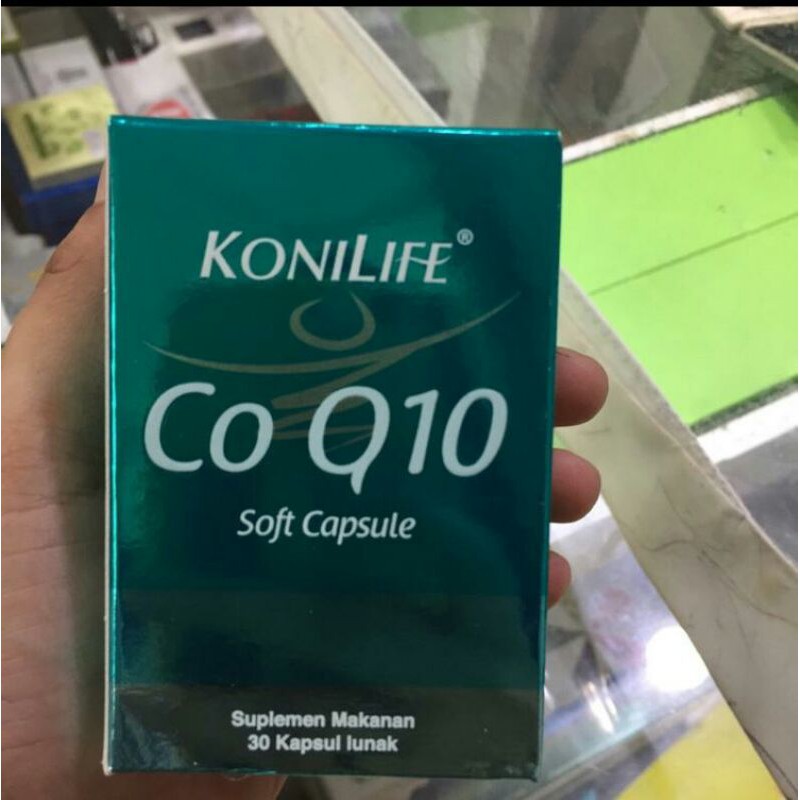 KONILIFE®
Co Q10
Soft Capsule
Suplemen Makanan
30 Kapsul lunak